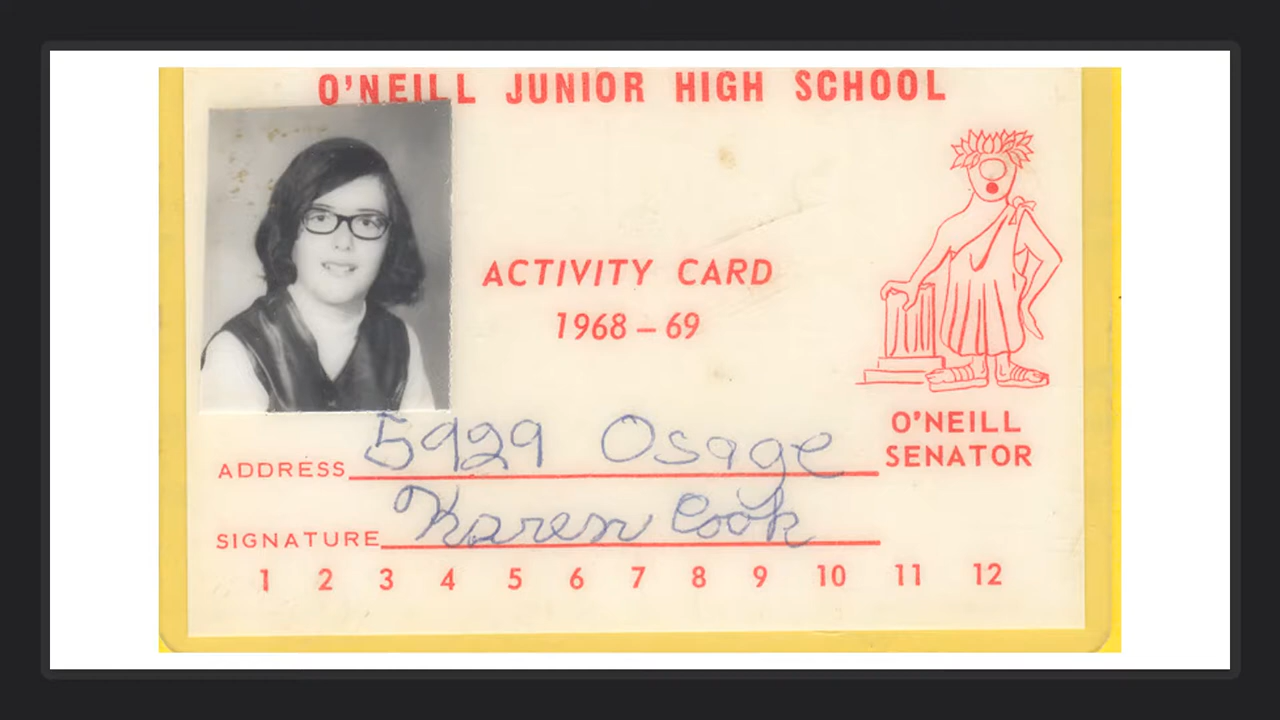 O'NEILL JUNIOR HIGH SCHOOL
ACTIVITY CARD
1968 – 69
O'NEILL
SENATOR
ADDRESS 5929 Osage
SIGNATURE Karen Cook
1 2 3 4 5 6 7 8 9 10 11 12